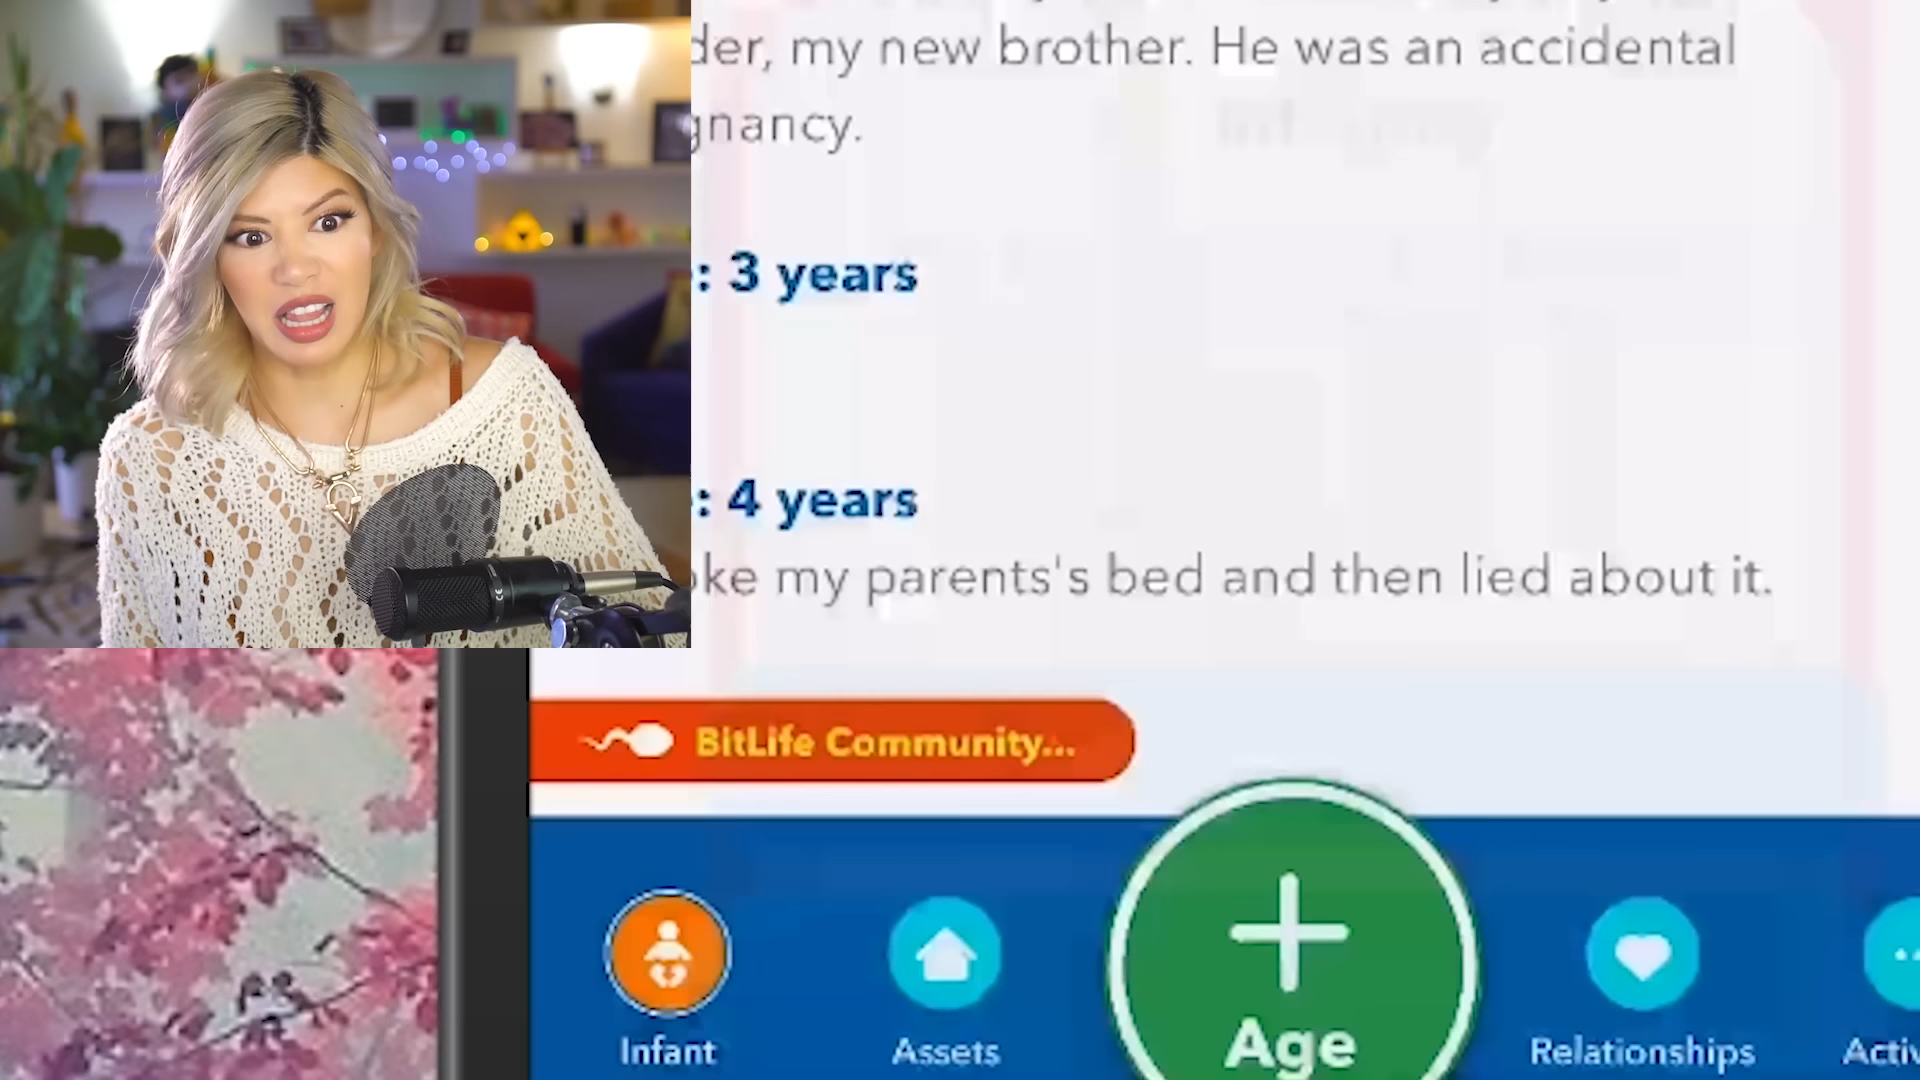 der, my new brother. He was an accidental
gnancy.
: 3 years
: 4 years
oke my parents's bed and then lied about it.
BitLife Community...
Infant
Assets
Age
Relationships
Activ